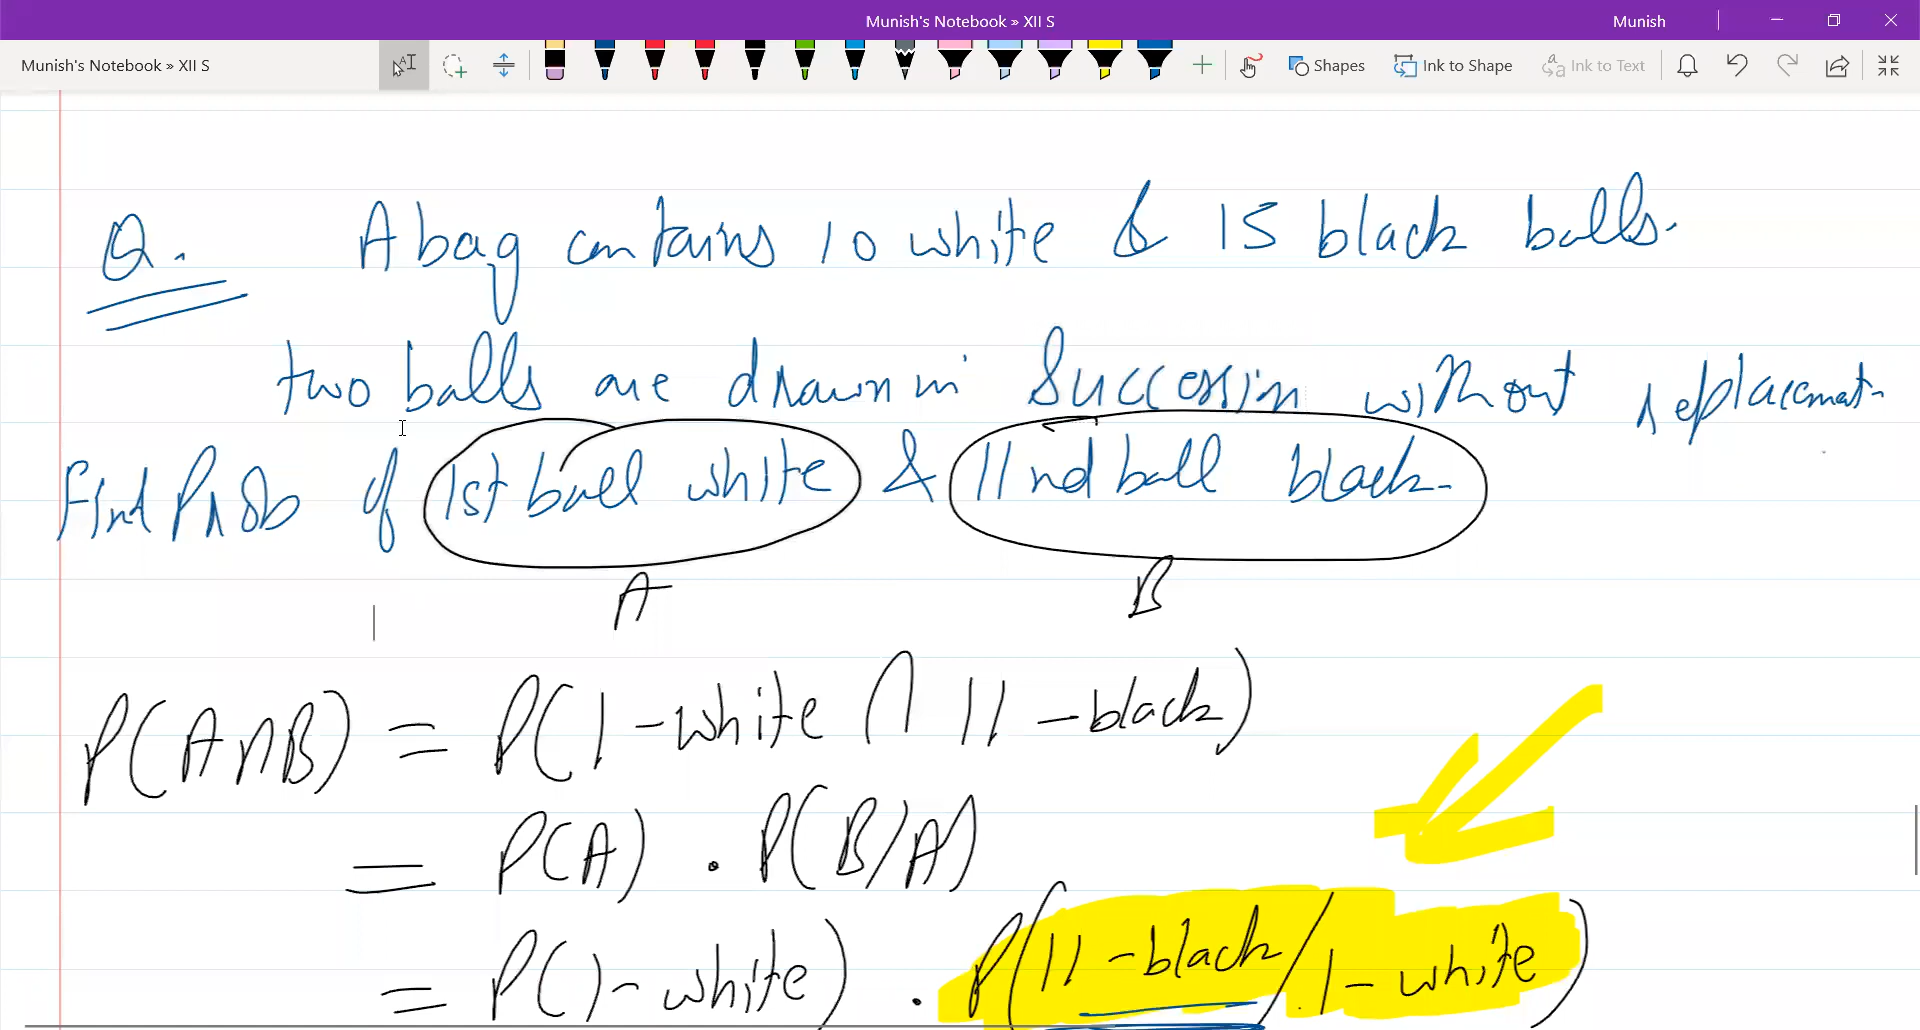 Munish's Notebook » XII S
Munish
Munish's Notebook » XII S
Shapes
Ink to Shape
Ink to Text
Q. A bag contains 10 white & 15 black balls.
two balls are drawn in Succession without replacement.
Find Prob of 1st ball white & IInd ball black.
A B
P(A∩B) = P(I-white ∩ II-black)
= P(A) . P(B/A)
= P(I-white) . P(II-black/I-white)